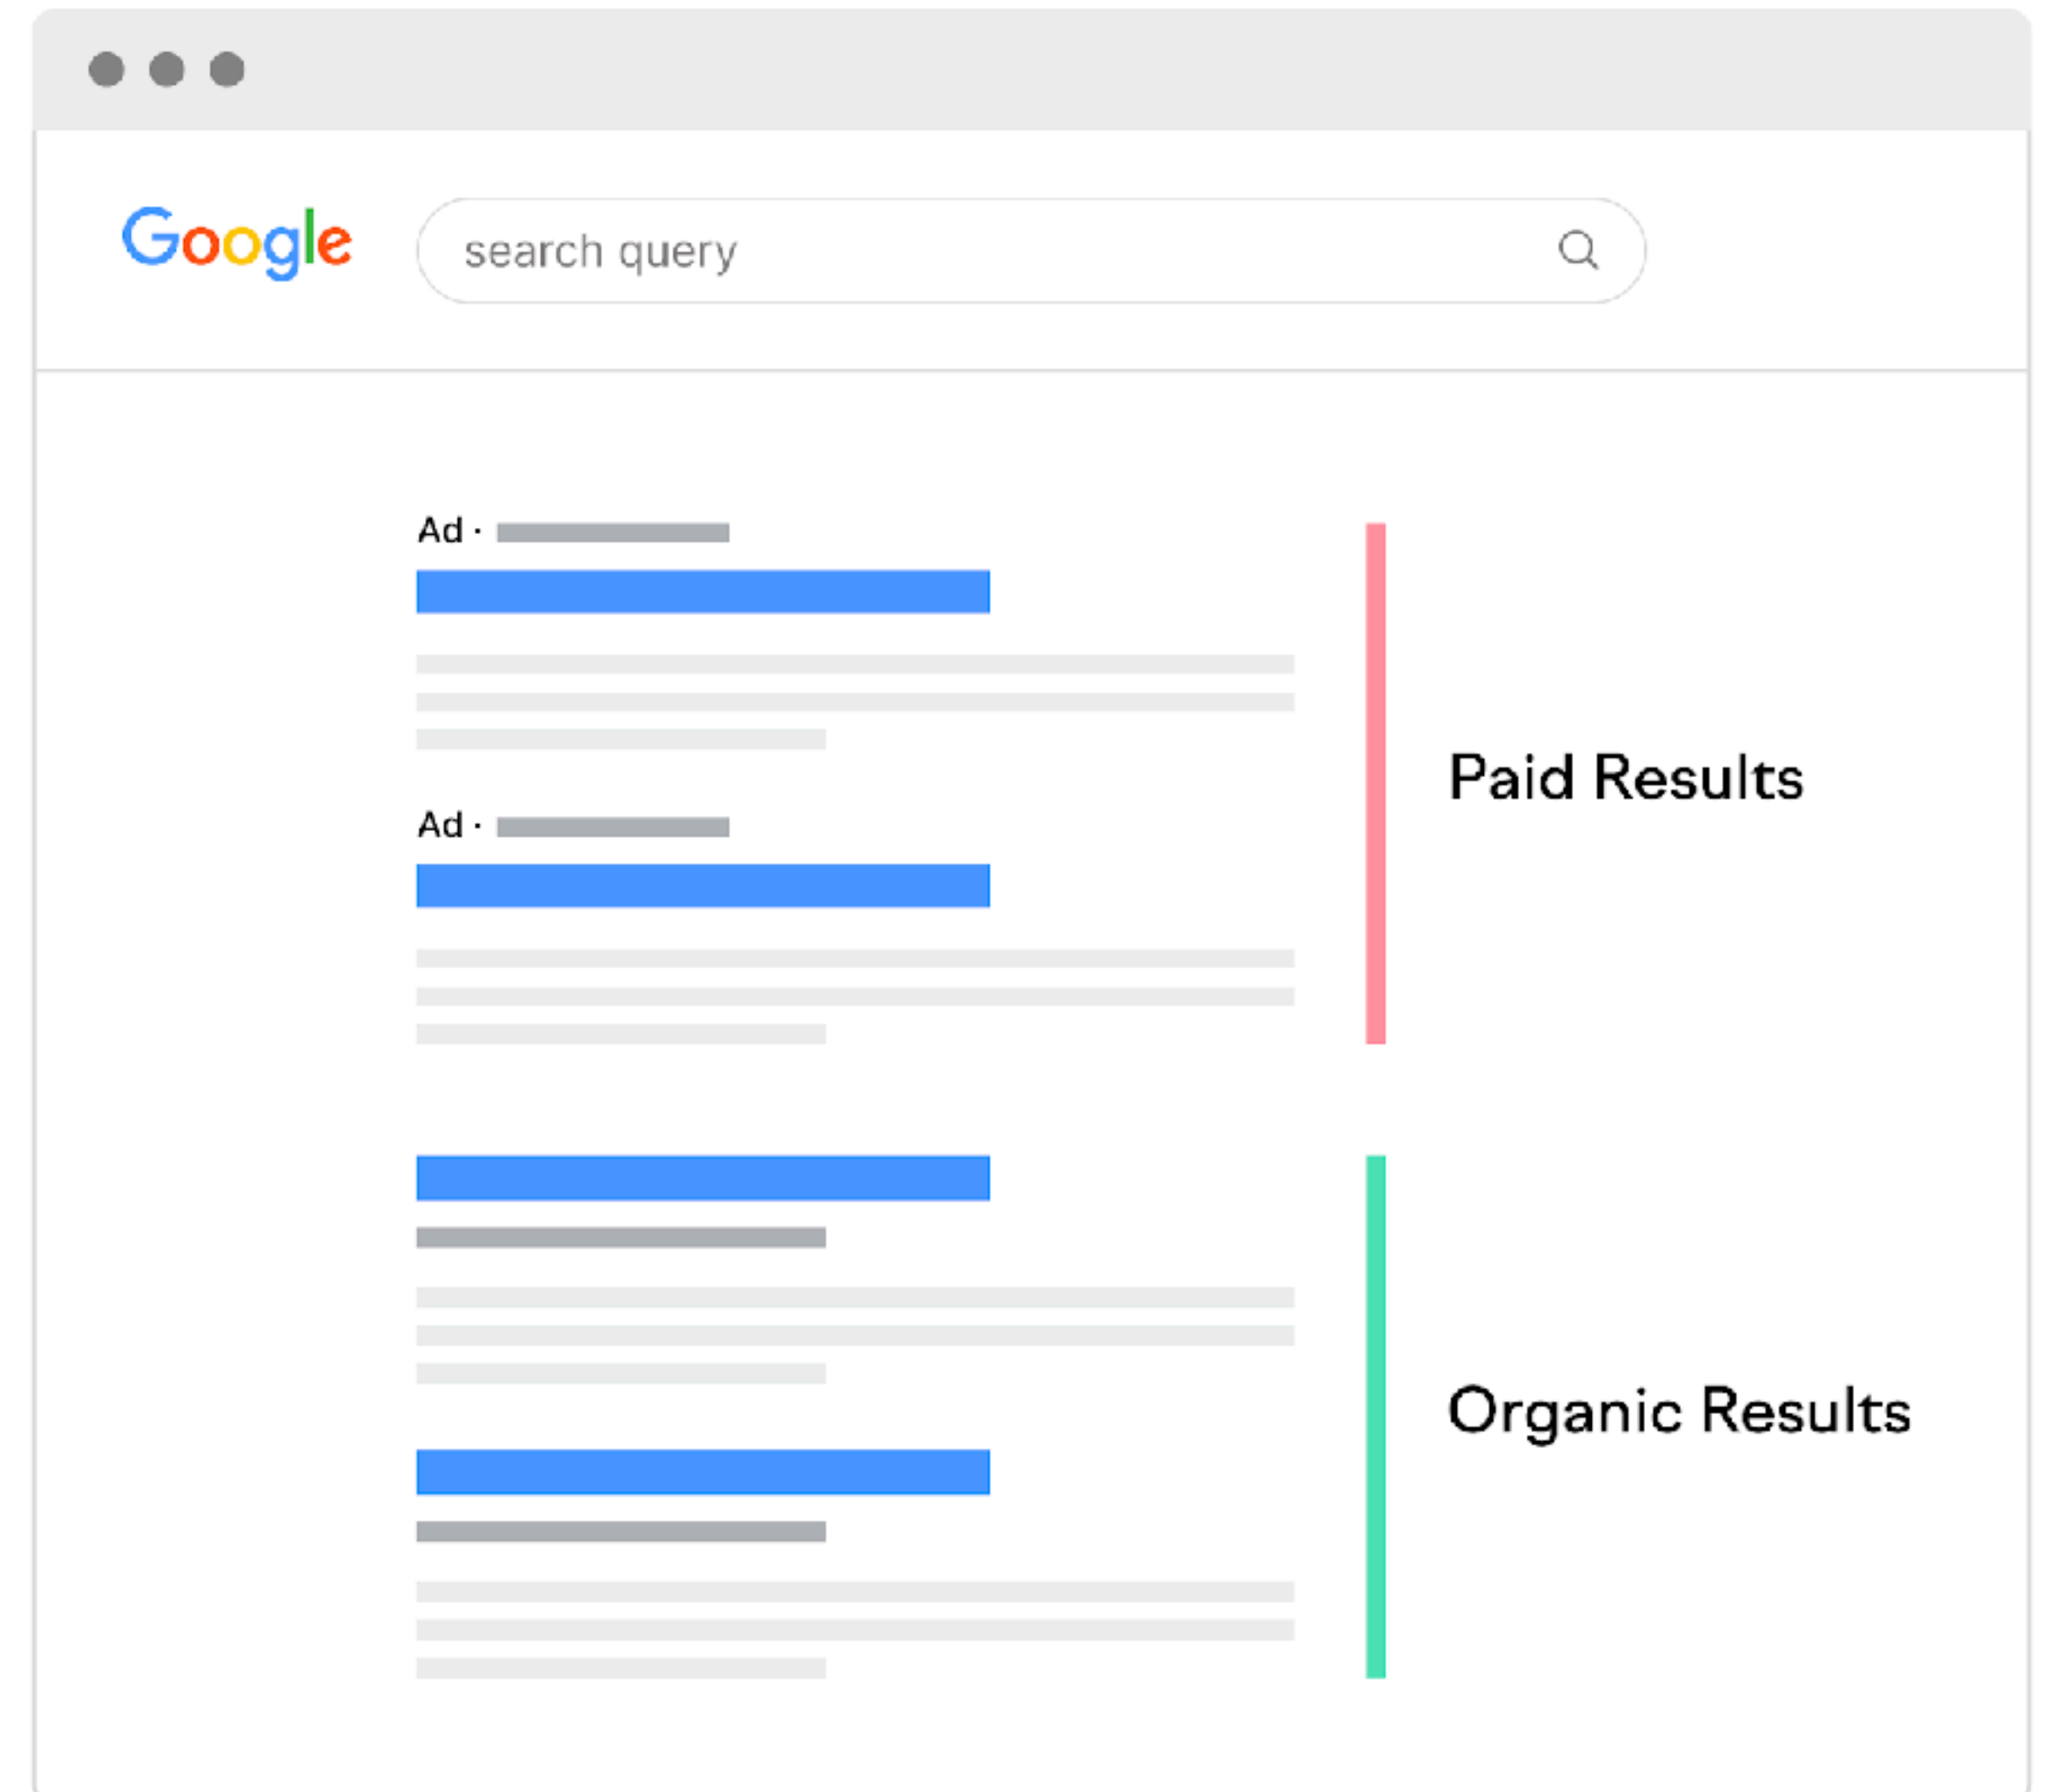 Google
search query
Ad ·
Paid Results
Ad ·
Organic Results